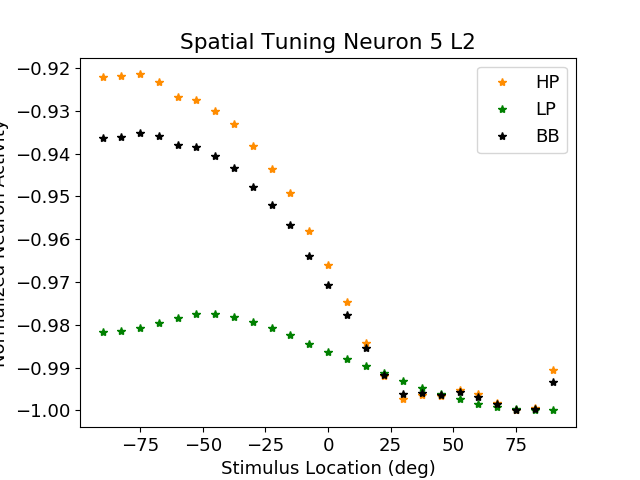 Spatial Tuning Neuron 5 L2
HP
LP
BB
−0.92
−0.93
−0.94
−0.95
−0.96
−0.97
−0.98
−0.99
−1.00
Normalized Neuron Activity
−75
−50
−25
0
25
50
75
Stimulus Location (deg)